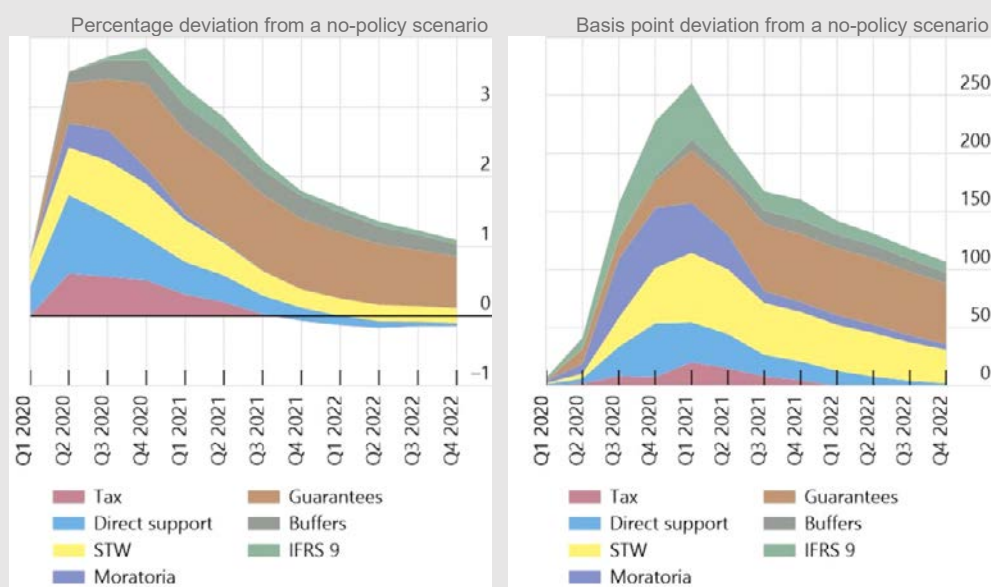 Percentage deviation from a no-policy scenario
3
2
1
0
−1
Q1 2020
Q2 2020
Q3 2020
Q4 2020
Q1 2021
Q2 2021
Q3 2021
Q4 2021
Q1 2022
Q2 2022
Q3 2022
Q4 2022
Tax
Guarantees
Direct support
Buffers
STW
IFRS 9
Moratoria
Basis point deviation from a no-policy scenario
250
200
150
100
50
0
Q1 2020
Q2 2020
Q3 2020
Q4 2020
Q1 2021
Q2 2021
Q3 2021
Q4 2021
Q1 2022
Q2 2022
Q3 2022
Q4 2022
Tax
Guarantees
Direct support
Buffers
STW
IFRS 9
Moratoria